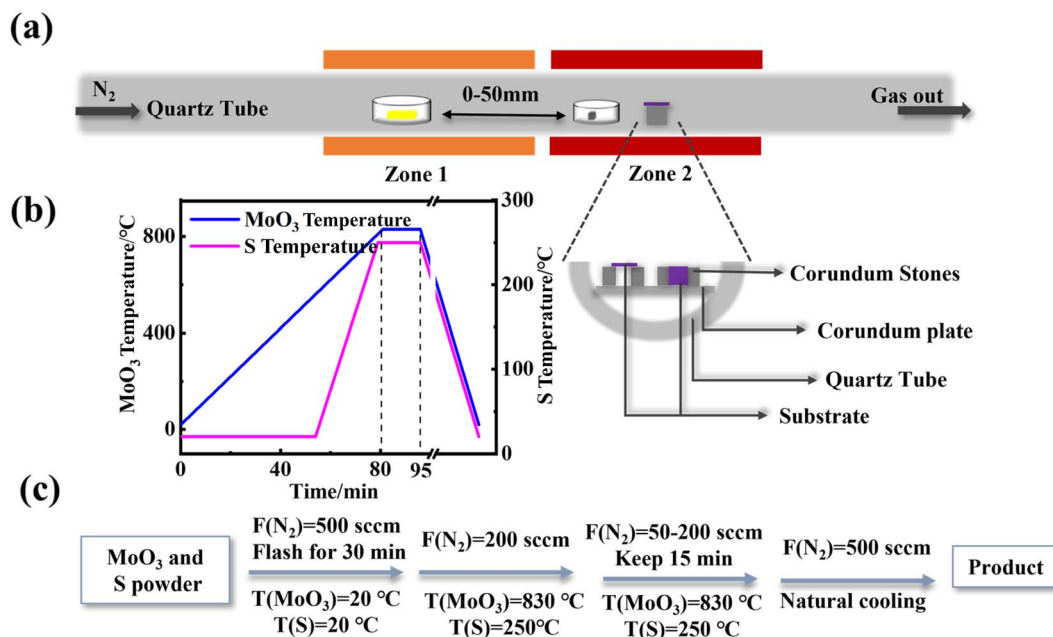 (a)
N₂
Quartz Tube
0-50mm
Gas out
Zone 1
Zone 2
(b)
MoO₃ Temperature/°C
800
400
0
MoO₃ Temperature
S Temperature
300
200
100
0
S Temperature/°C
0
40
80
95
Time/min
Corundum Stones
Corundum plate
Quartz Tube
Substrate
(c)
MoO₃ and
S powder
F(N₂)=500 sccm
Flash for 30 min
T(MoO₃)=20 °C
T(S)=20 °C
F(N₂)=200 sccm
T(MoO₃)=830 °C
T(S)=250°C
F(N₂)=50-200 sccm
Keep 15 min
T(MoO₃)=830 °C
T(S)=250 °C
F(N₂)=500 sccm
Natural cooling
Product